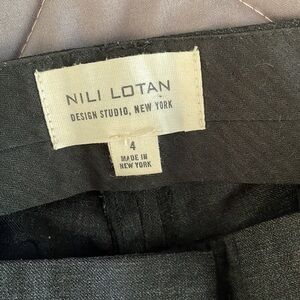 NILI LOTAN
DESIGN STUDIO, NEW YORK
4
MADE IN
NEW YORK